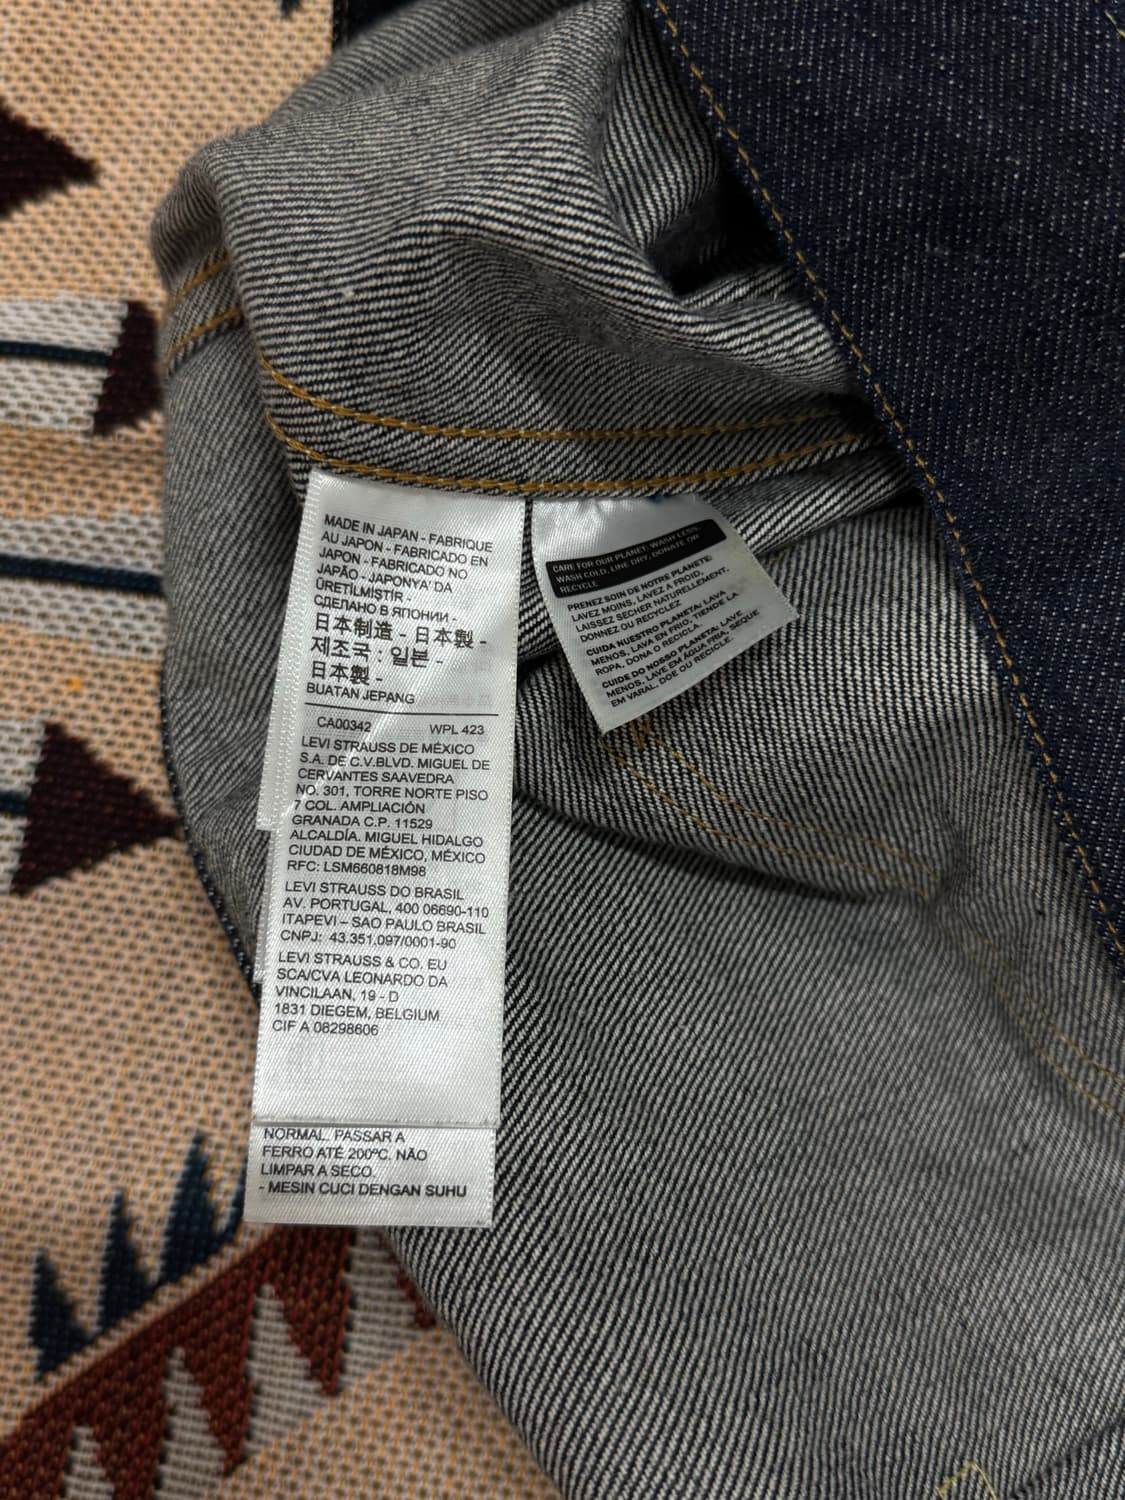 MADE IN JAPAN - FABRIQUE
AU JAPON - FABRICADO EN
JAPON - FABRICADO NO
JAPÃO - JAPONYA' DA
ÜRETİLMIŞTİR -
СДЕЛАНО В ЯПОНИИ -
日本制造 - 日本製 -
제조국 : 일본 -
日本製 -
BUATAN JEPANG
CA00342 WPL 423
LEVI STRAUSS DE MÉXICO
S.A. DE C.V.BLVD. MIGUEL DE
CERVANTES SAAVEDRA
NO. 301, TORRE NORTE PISO
7 COL. AMPLIACIÓN
GRANADA C.P. 11529
ALCALDÍA. MIGUEL HIDALGO
CIUDAD DE MÉXICO, MÉXICO
RFC: LSM660818M98
LEVI STRAUSS DO BRASIL
AV. PORTUGAL, 400 06690-110
ITAPEVI – SAO PAULO BRASIL
CNPJ: 43.351.097/0001-90
LEVI STRAUSS & CO. EU
SCA/CVA LEONARDO DA
VINCILAAN, 19 - D
1831 DIEGEM, BELGIUM
CIF A 08298606
NORMAL. PASSAR A
FERRO ATÉ 200ºC. NÃO
LIMPAR A SECO.
- MESIN CUCI DENGAN SUHU
CARE FOR OUR PLANET: WASH LESS,
WASH COLD, LINE DRY, DONATE OR
RECYCLE
PRENEZ SOIN DE NOTRE PLANÈTE:
LAVEZ MOINS, LAVEZ A FROID,
LAISSEZ SECHER NATURELLEMENT,
DONNEZ OU RECYCLEZ
CUIDA NUESTRO PLANETA: LAVA
MENOS, LAVA EN FRIO, TIENDE LA
ROPA, DONA O RECICLA.
CUIDE DO NOSSO PLANETA: LAVE
MENOS, LAVE EM ÁGUA FRIA, SEQUE
EM VARAL, DOE OU RECICLE.